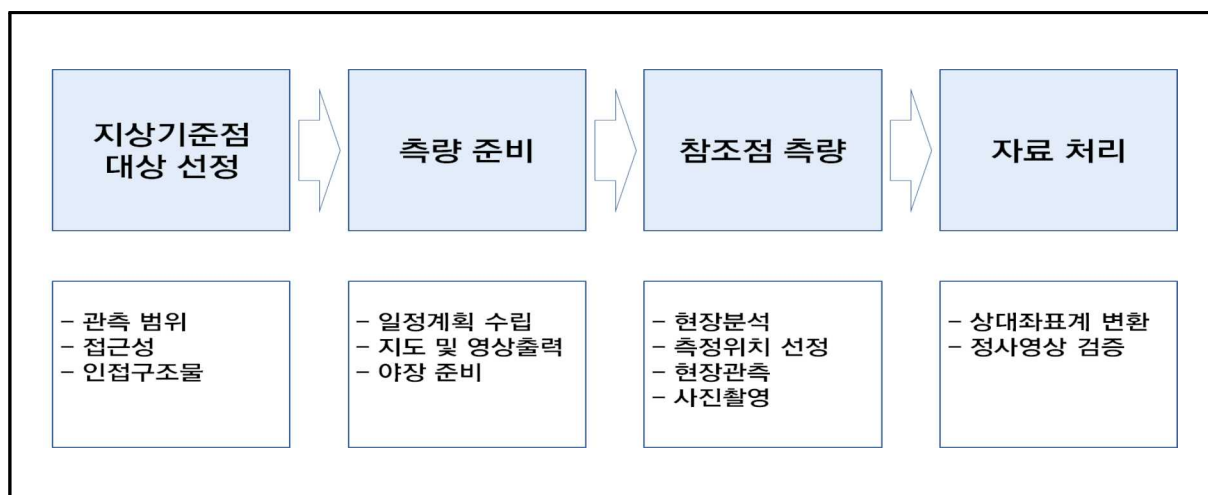 지상기준점
대상 선정
측량 준비
참조점 측량
자료 처리
– 관측 범위
– 접근성
– 인접구조물
– 일정계획 수립
– 지도 및 영상출력
– 야장 준비
– 현장분석
– 측정위치 선정
– 현장관측
– 사진촬영
– 상대좌표계 변환
– 정사영상 검증